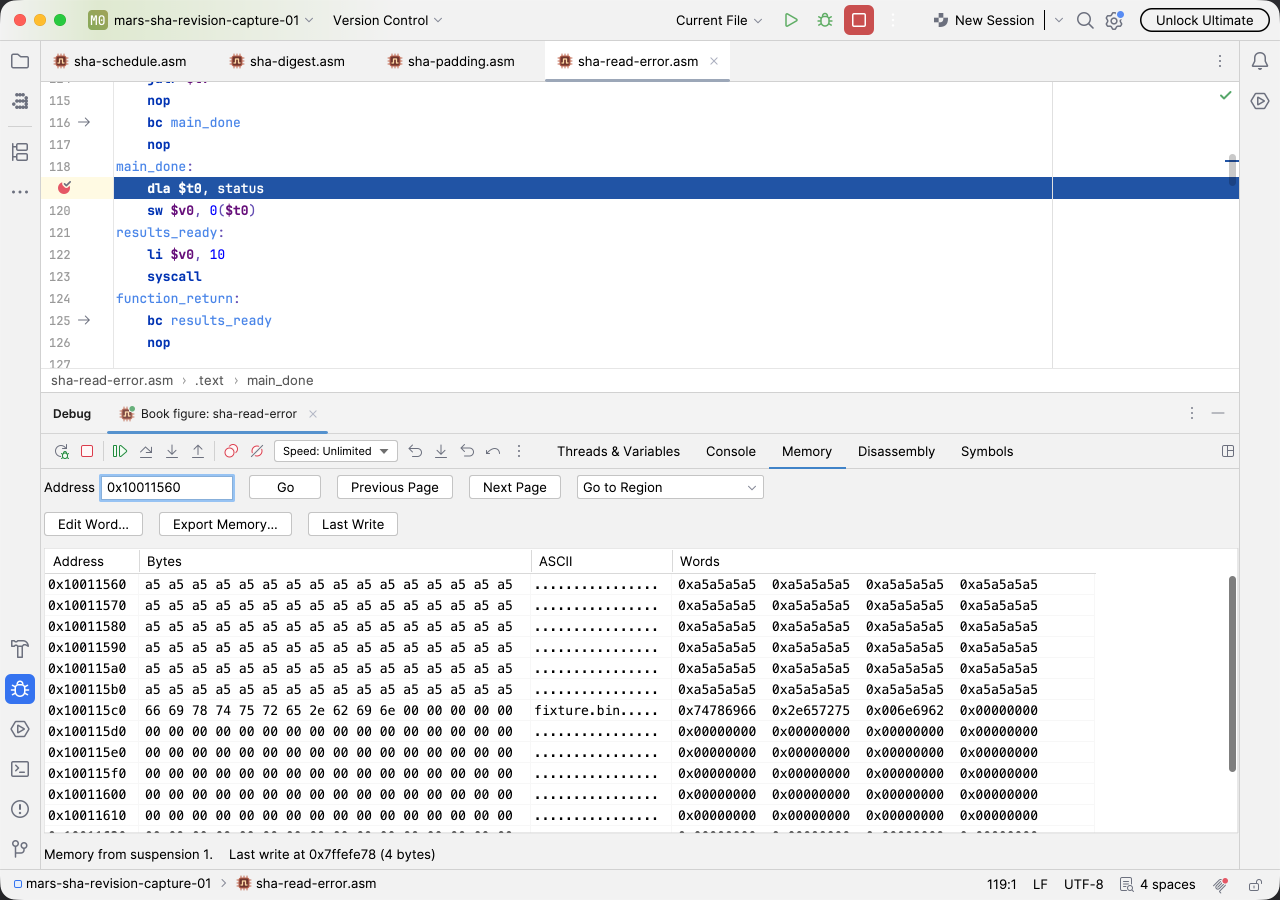 M0 mars-sha-revision-capture-01 Version Control Current File New Session Unlock Ultimate
sha-schedule.asm sha-digest.asm sha-padding.asm sha-read-error.asm
115 nop
116 bc main_done
117 nop
118 main_done:
dla $t0, status
120 sw $v0, 0($t0)
121 results_ready:
122 li $v0, 10
123 syscall
124 function_return:
125 bc results_ready
126 nop
127
sha-read-error.asm › .text › main_done
Debug Book figure: sha-read-error
Speed: Unlimited Threads & Variables Console Memory Disassembly Symbols
Address 0x10011560 Go Previous Page Next Page Go to Region
Edit Word... Export Memory... Last Write
Address Bytes ASCII Words
0x10011560 a5 a5 a5 a5 a5 a5 a5 a5 a5 a5 a5 a5 a5 a5 a5 a5 ................ 0xa5a5a5a5 0xa5a5a5a5 0xa5a5a5a5 0xa5a5a5a5
0x10011570 a5 a5 a5 a5 a5 a5 a5 a5 a5 a5 a5 a5 a5 a5 a5 a5 ................ 0xa5a5a5a5 0xa5a5a5a5 0xa5a5a5a5 0xa5a5a5a5
0x10011580 a5 a5 a5 a5 a5 a5 a5 a5 a5 a5 a5 a5 a5 a5 a5 a5 ................ 0xa5a5a5a5 0xa5a5a5a5 0xa5a5a5a5 0xa5a5a5a5
0x10011590 a5 a5 a5 a5 a5 a5 a5 a5 a5 a5 a5 a5 a5 a5 a5 a5 ................ 0xa5a5a5a5 0xa5a5a5a5 0xa5a5a5a5 0xa5a5a5a5
0x100115a0 a5 a5 a5 a5 a5 a5 a5 a5 a5 a5 a5 a5 a5 a5 a5 a5 ................ 0xa5a5a5a5 0xa5a5a5a5 0xa5a5a5a5 0xa5a5a5a5
0x100115b0 a5 a5 a5 a5 a5 a5 a5 a5 a5 a5 a5 a5 a5 a5 a5 a5 ................ 0xa5a5a5a5 0xa5a5a5a5 0xa5a5a5a5 0xa5a5a5a5
0x100115c0 66 69 78 74 75 72 65 2e 62 69 6e 00 00 00 00 00 fixture.bin..... 0x74786966 0x2e657275 0x006e6962 0x00000000
0x100115d0 00 00 00 00 00 00 00 00 00 00 00 00 00 00 00 00 ................ 0x00000000 0x00000000 0x00000000 0x00000000
0x100115e0 00 00 00 00 00 00 00 00 00 00 00 00 00 00 00 00 ................ 0x00000000 0x00000000 0x00000000 0x00000000
0x100115f0 00 00 00 00 00 00 00 00 00 00 00 00 00 00 00 00 ................ 0x00000000 0x00000000 0x00000000 0x00000000
0x10011600 00 00 00 00 00 00 00 00 00 00 00 00 00 00 00 00 ................ 0x00000000 0x00000000 0x00000000 0x00000000
0x10011610 00 00 00 00 00 00 00 00 00 00 00 00 00 00 00 00 ................ 0x00000000 0x00000000 0x00000000 0x00000000
Memory from suspension 1. Last write at 0x7ffefe78 (4 bytes)
mars-sha-revision-capture-01 › sha-read-error.asm 119:1 LF UTF-8 4 spaces